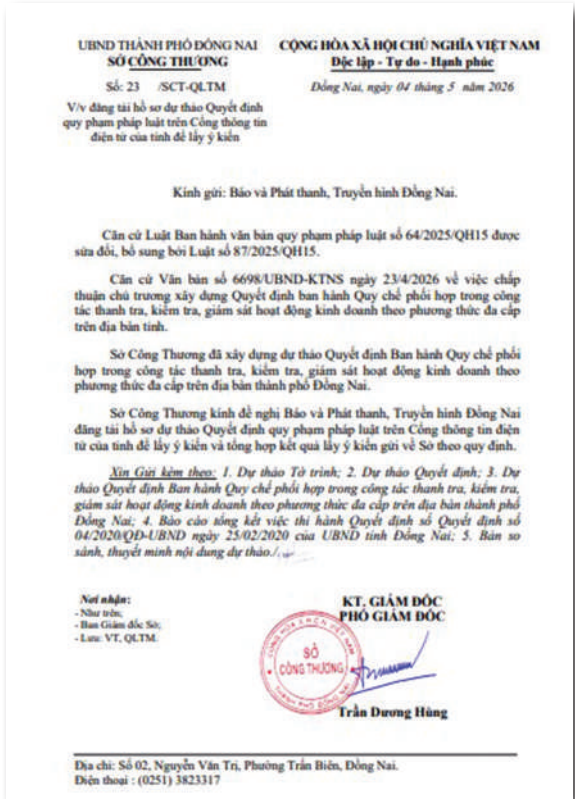 UBND THÀNH PHỐ ĐỒNG NAI
SỞ CÔNG THƯƠNG
CỘNG HÒA XÃ HỘI CHỦ NGHĨA VIỆT NAM
Độc lập - Tự do - Hạnh phúc
Số: 23 /SCT-QLTM
Đồng Nai, ngày 04 tháng 5 năm 2026
V/v đăng tải hồ sơ dự thảo Quyết định
quy phạm pháp luật trên Cổng thông tin
điện tử của tỉnh để lấy ý kiến
Kính gửi: Báo và Phát thanh, Truyền hình Đồng Nai.
Căn cứ Luật Ban hành văn bản quy phạm pháp luật số 64/2025/QH15 được
sửa đổi, bổ sung bởi Luật số 87/2025/QH15.
Căn cứ Văn bản số 6698/UBND-KTNS ngày 23/4/2026 về việc chấp
thuận chủ trương xây dựng Quyết định ban hành Quy chế phối hợp trong công
tác thanh tra, kiểm tra, giám sát hoạt động kinh doanh theo phương thức đa cấp
trên địa bàn tỉnh.
Sở Công Thương đã xây dựng dự thảo Quyết định Ban hành Quy chế phối
hợp trong công tác thanh tra, kiểm tra, giám sát hoạt động kinh doanh theo
phương thức đa cấp trên địa bàn thành phố Đồng Nai.
Sở Công Thương kính đề nghị Báo và Phát thanh, Truyền hình Đồng Nai
đăng tải hồ sơ dự thảo Quyết định quy phạm pháp luật trên Cổng thông tin điện
tử của tỉnh để lấy ý kiến và tổng hợp kết quả lấy ý kiến gửi về Sở theo quy định.
Xin Gửi kèm theo: 1. Dự thảo Tờ trình; 2. Dự thảo Quyết định; 3. Dự
thảo Quyết định Ban hành Quy chế phối hợp trong công tác thanh tra, kiểm tra,
giám sát hoạt động kinh doanh theo phương thức đa cấp trên địa bàn thành phố
Đồng Nai; 4. Báo cáo tổng kết việc thi hành Quyết định số Quyết định số
04/2020/QĐ-UBND ngày 25/02/2020 của UBND tỉnh Đồng Nai; 5. Bản so
sánh, thuyết minh nội dung dự thảo./.
Nơi nhận:
- Như trên;
- Ban Giám đốc Sở;
- Lưu: VT, QLTM.
KT. GIÁM ĐỐC
PHÓ GIÁM ĐỐC
CỘNG HÒA X.H.C.N VIỆT NAM
SỞ
CÔNG THƯƠNG
THÀNH PHỐ ĐỒNG NAI
Trần Dương Hùng
Địa chỉ: Số 02, Nguyễn Văn Trị, Phường Trấn Biên, Đồng Nai.
Điện thoại : (0251) 3823317